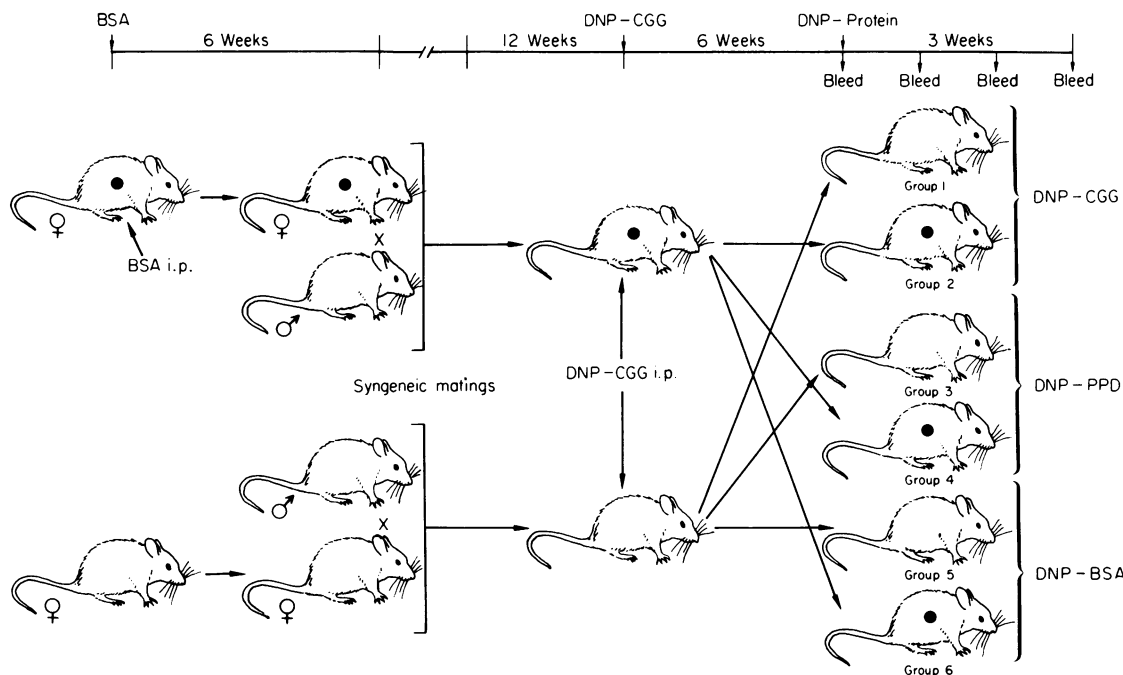 BSA
DNP-CGG
DNP-Protein
6 Weeks
12 Weeks
6 Weeks
3 Weeks
Bleed
Bleed
Bleed
Bleed
♀
BSA i.p.
♀
X
♂
Syngeneic matings
♂
X
♀
♀
DNP-CGG i.p.
Group 1
Group 2
DNP-CGG
Group 3
Group 4
DNP-PPD
Group 5
Group 6
DNP-BSA